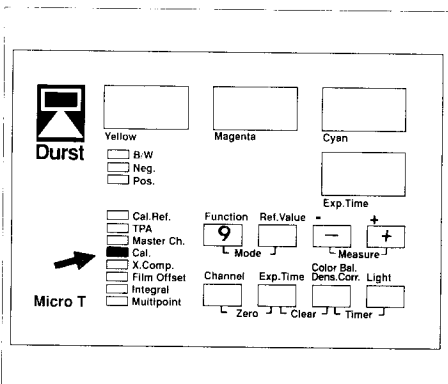 Yellow Magenta Cyan
Durst
B/W
Neg.
Pos.
Exp.Time
Cal.Ref.
TPA
Master Ch.
Cal.
X.Comp.
Film Offset
Integral
Multipoint
Micro T
Function Ref.Value - +
9 - +
Mode Measure
Channel Exp.Time Color Bal. Light
Dens.Corr.
Zero Clear Timer